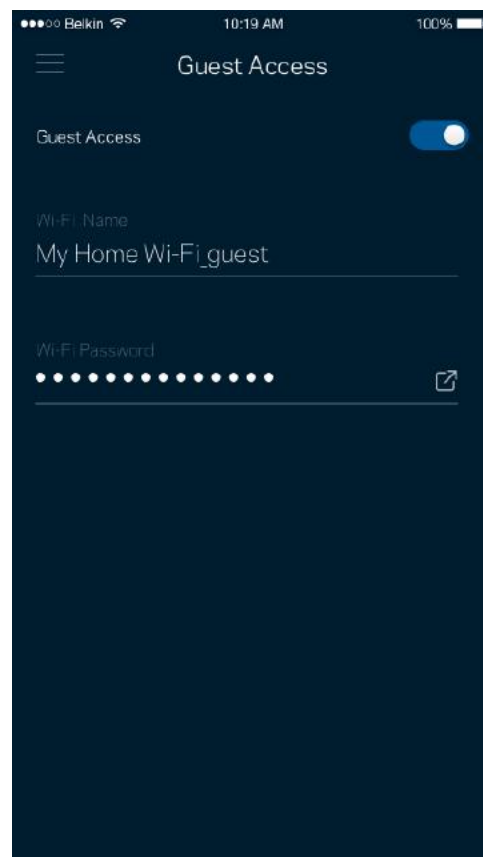 Belkin 10:19 AM 100%
Guest Access
Guest Access
Wi-Fi Name
My Home Wi-Fi_guest
Wi-Fi Password
●●●●●●●●●●●●●●